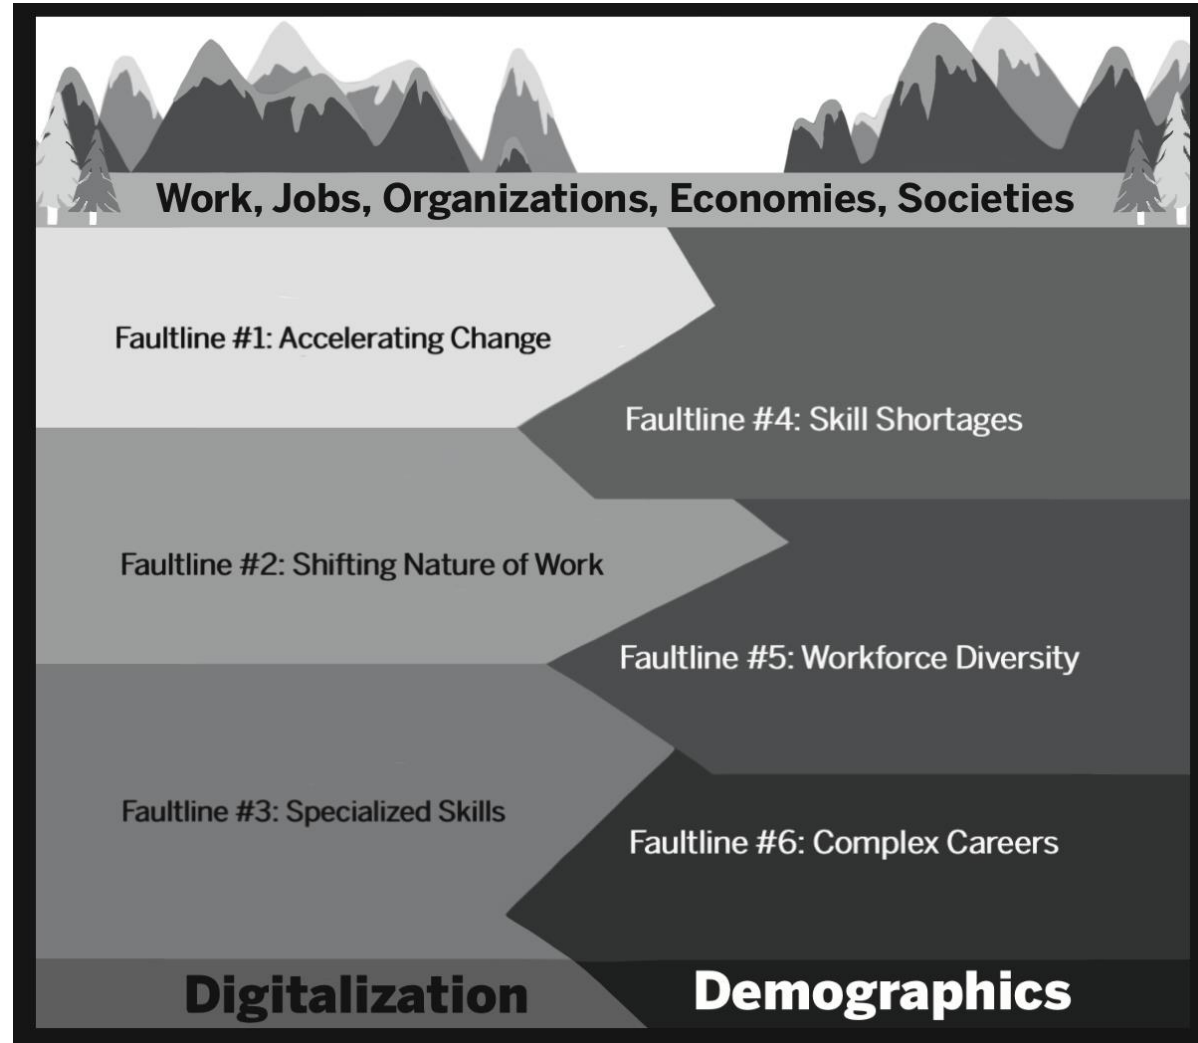 Work, Jobs, Organizations, Economies, Societies
Faultline #1: Accelerating Change
Faultline #4: Skill Shortages
Faultline #2: Shifting Nature of Work
Faultline #5: Workforce Diversity
Faultline #3: Specialized Skills
Faultline #6: Complex Careers
Digitalization
Demographics